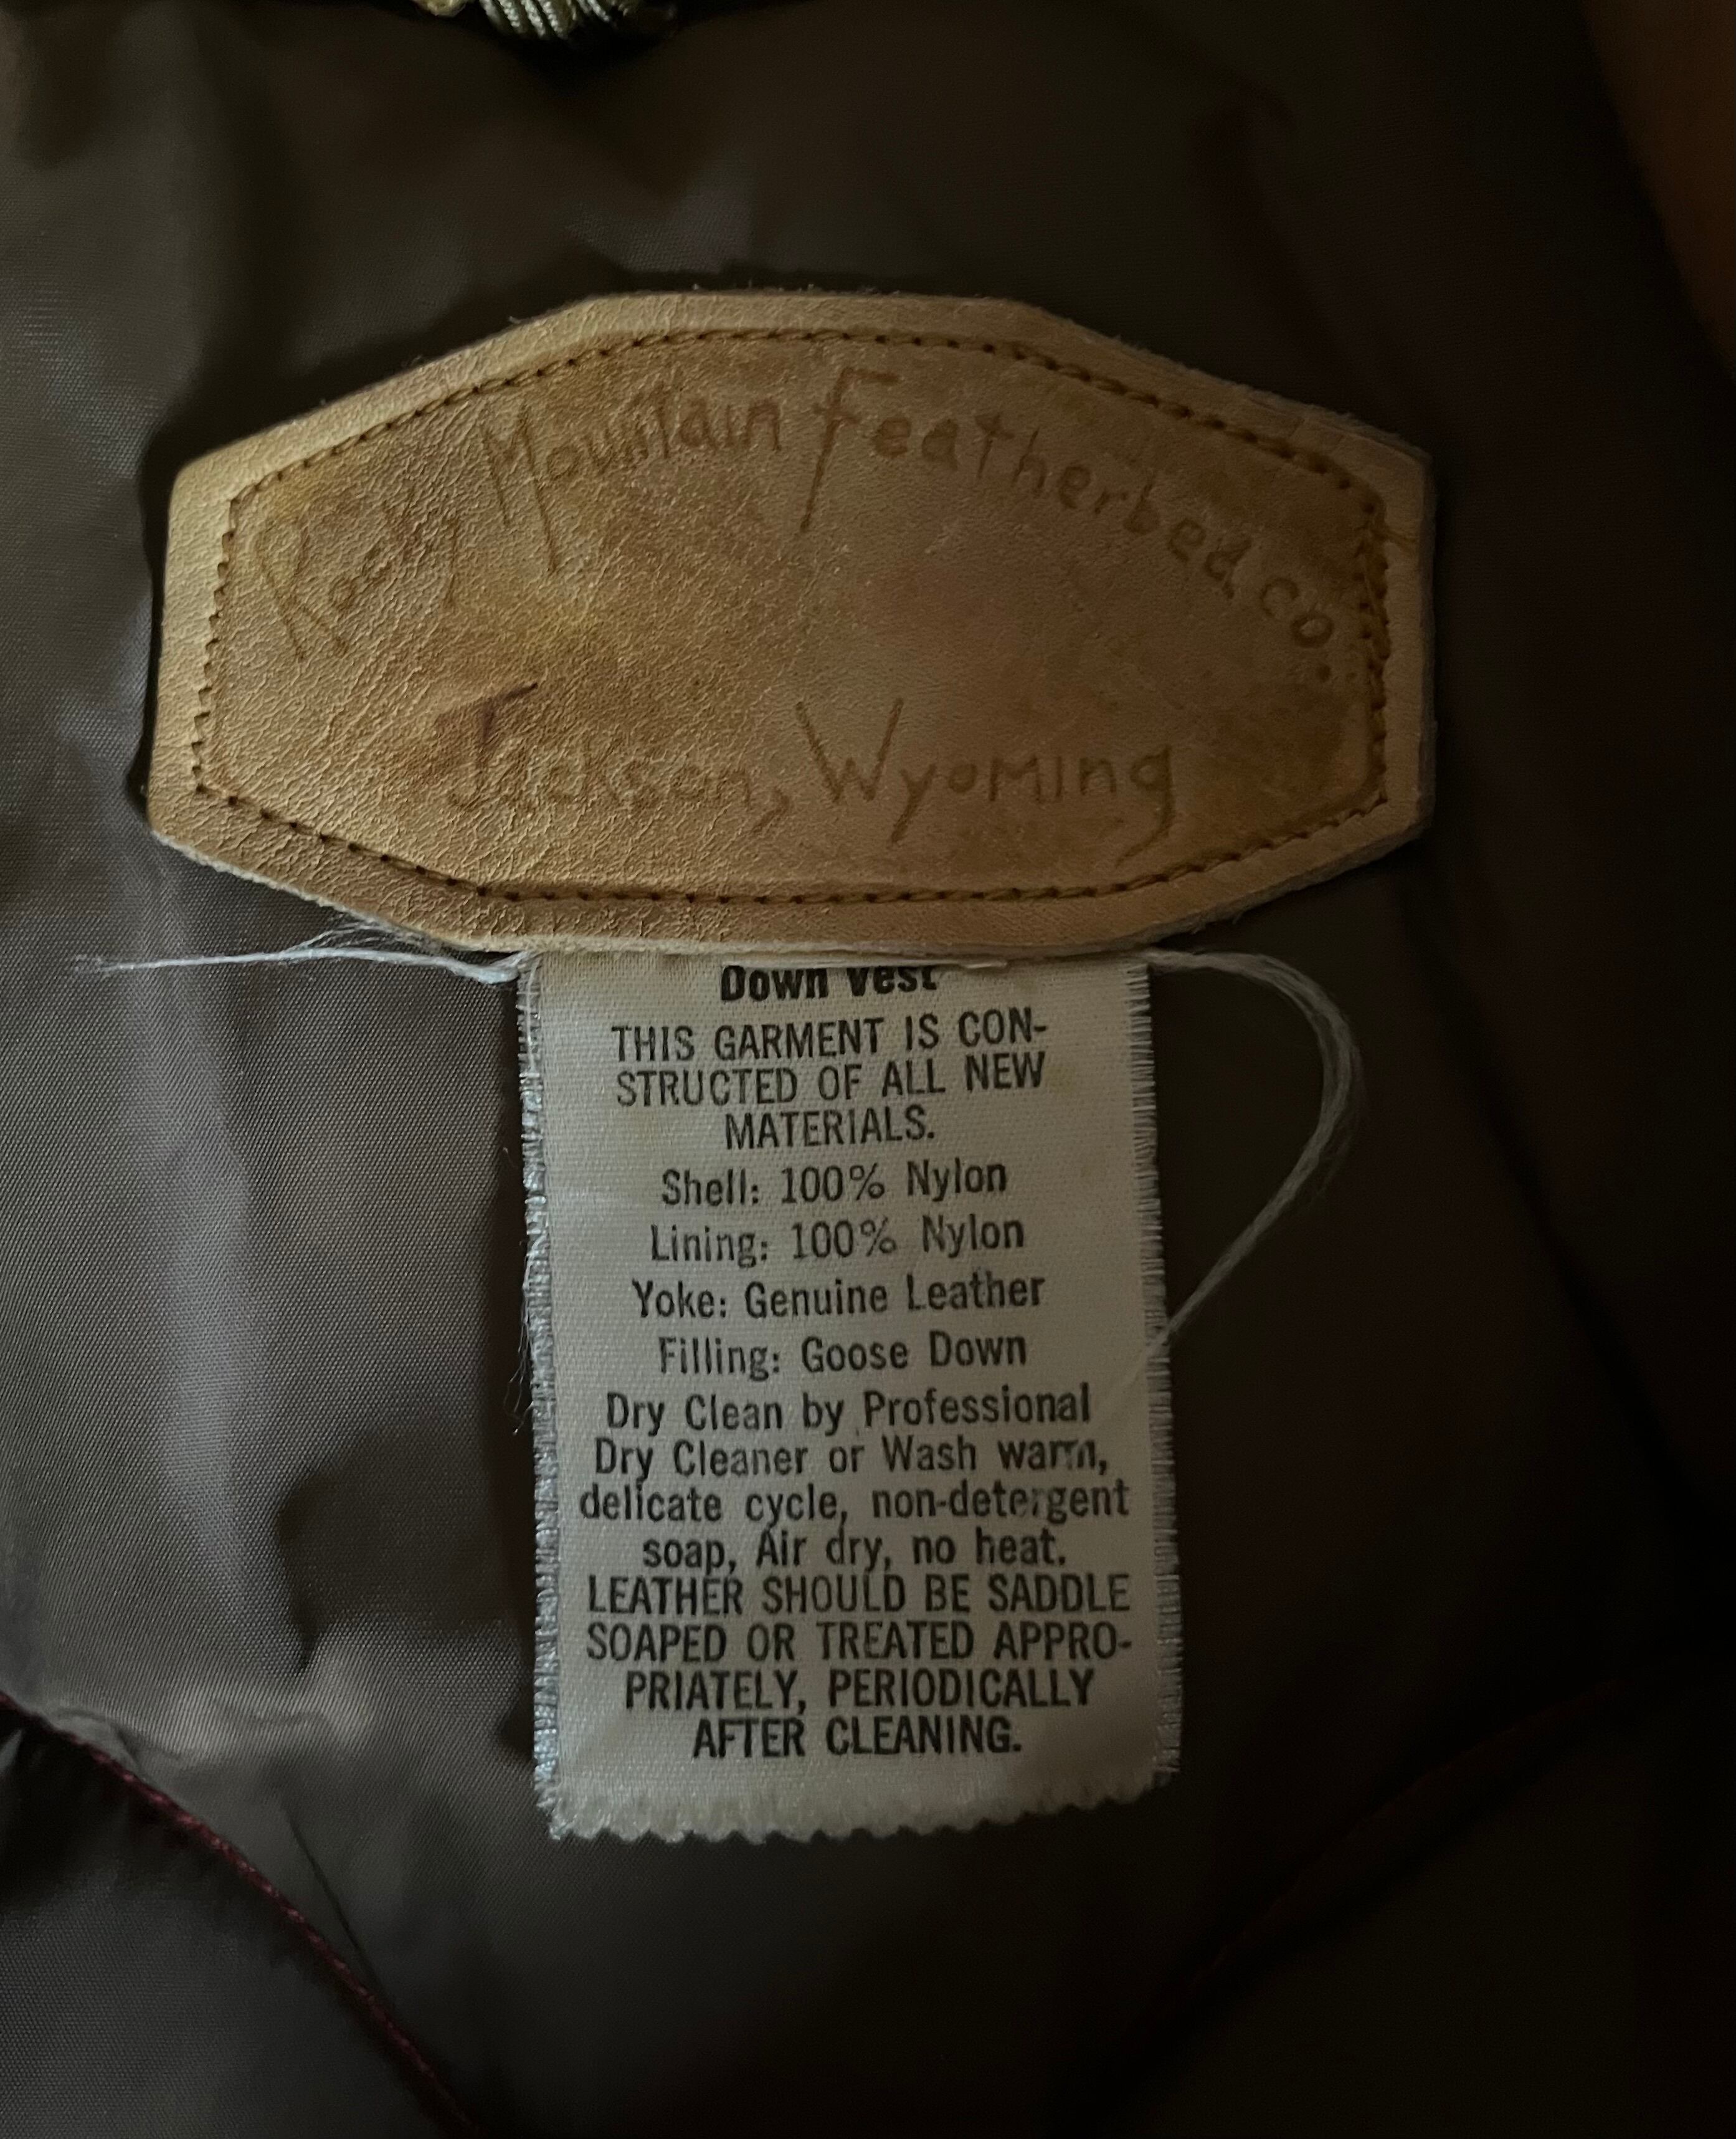 Rocky Mountain Featherbed co.
Jackson, Wyoming
Down Vest
THIS GARMENT IS CON-
STRUCTED OF ALL NEW
MATERIALS.
Shell: 100% Nylon
Lining: 100% Nylon
Yoke: Genuine Leather
Filling: Goose Down
Dry Clean by Professional
Dry Cleaner or Wash warm,
delicate cycle, non-detergent
soap, Air dry, no heat.
LEATHER SHOULD BE SADDLE
SOAPED OR TREATED APPRO-
PRIATELY, PERIODICALLY
AFTER CLEANING.